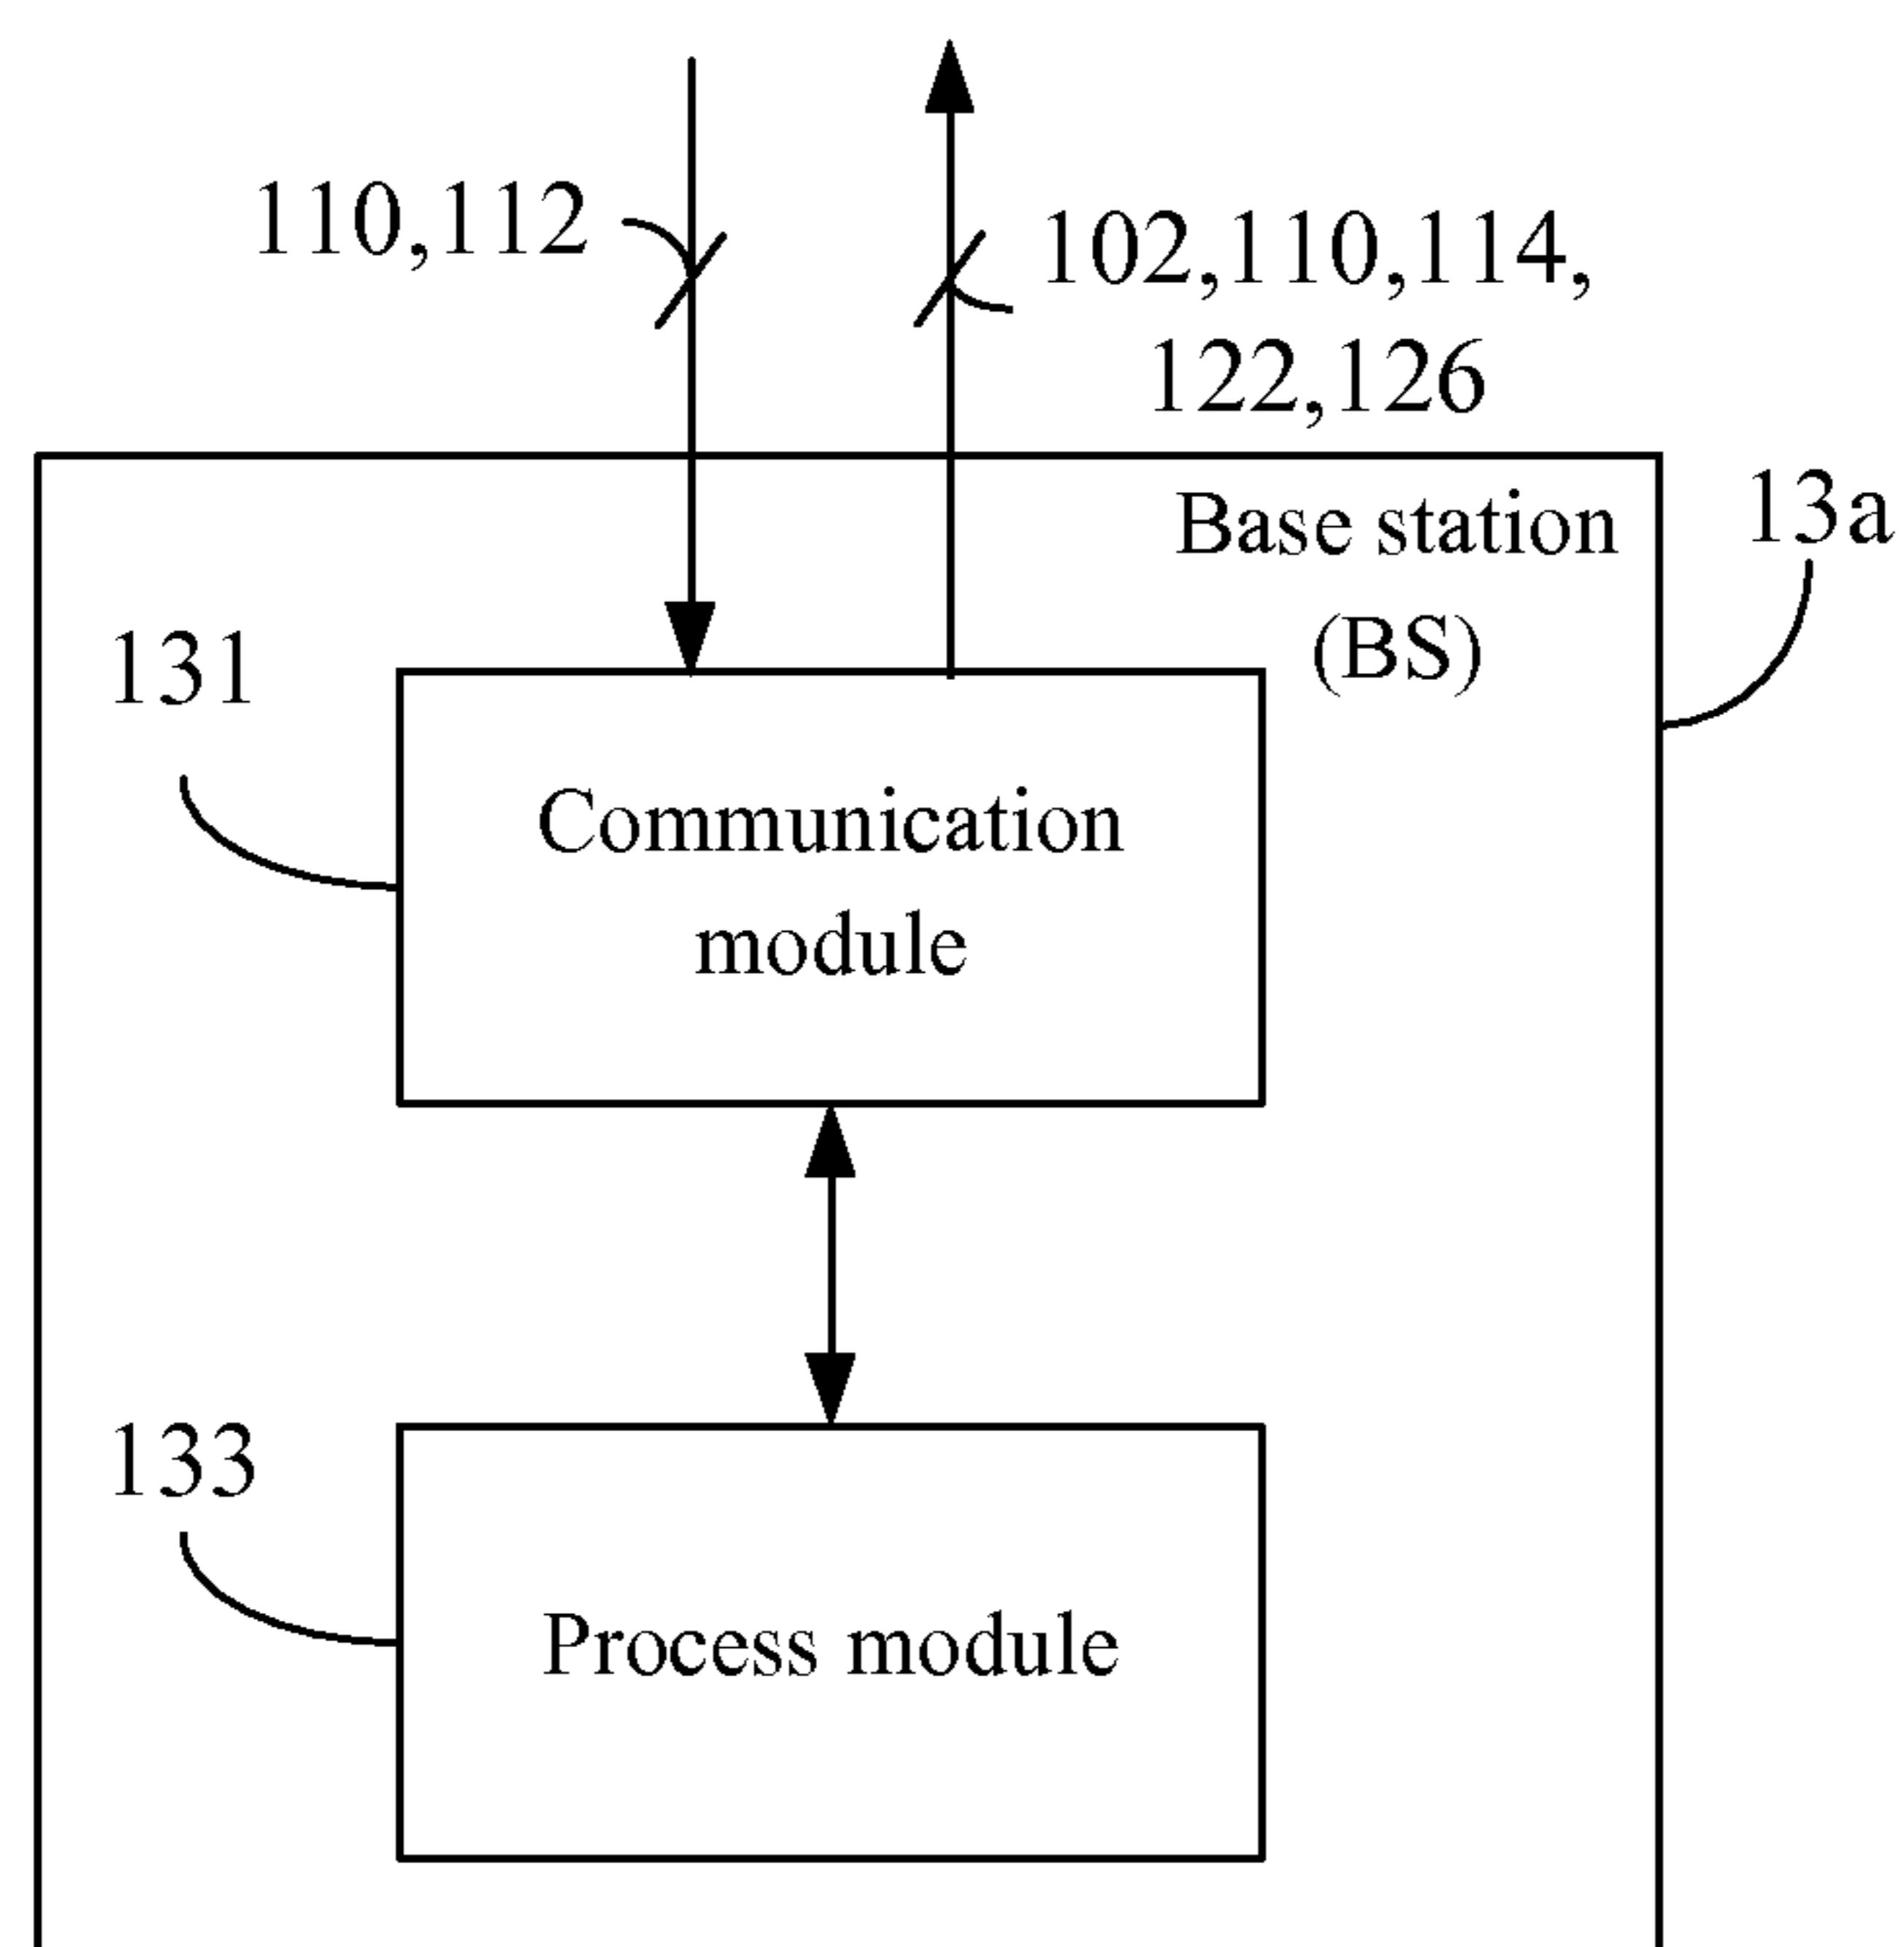 110,112
102,110,114,
122,126
Base station
(BS)
13a
131
Communication
module
133
Process module